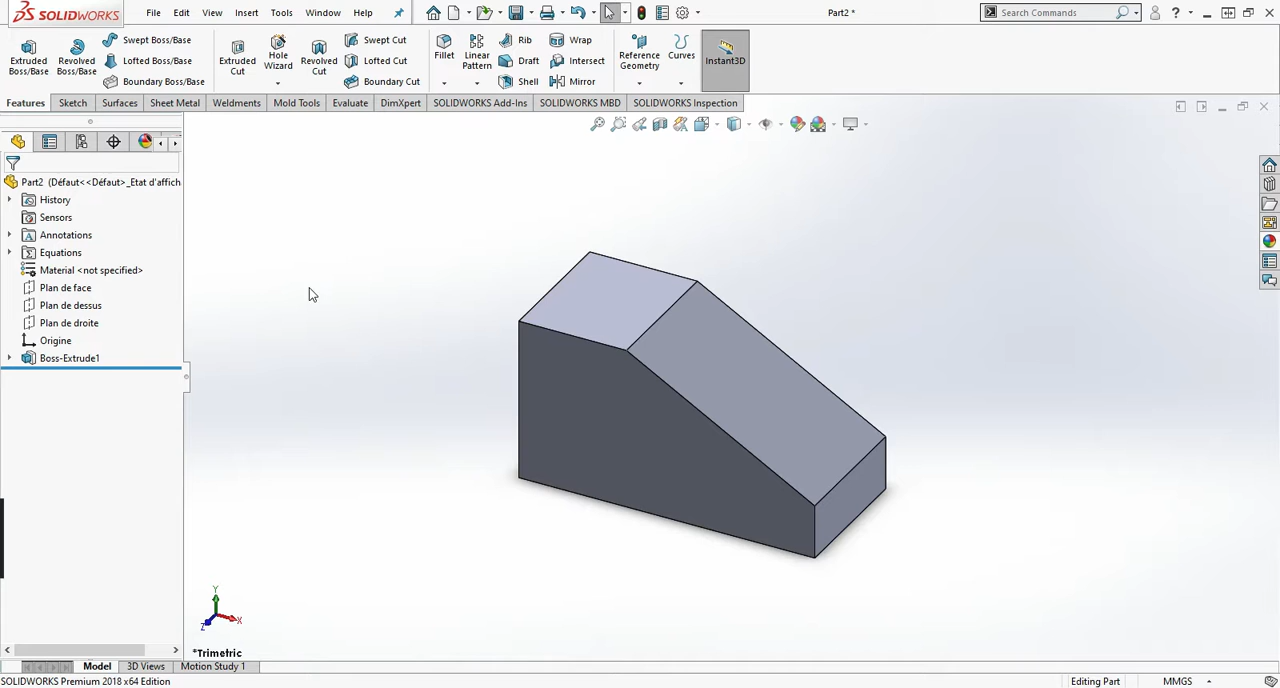 SOLIDWORKS File Edit View Insert Tools Window Help Part2 * Search Commands
Extruded Boss/Base
Revolved Boss/Base
Swept Boss/Base
Lofted Boss/Base
Boundary Boss/Base
Extruded Cut
Hole Wizard
Revolved Cut
Swept Cut
Lofted Cut
Boundary Cut
Fillet
Linear Pattern
Rib
Draft
Shell
Wrap
Intersect
Mirror
Reference Geometry
Curves
Instant3D
Features Sketch Surfaces Sheet Metal Weldments Mold Tools Evaluate DimXpert SOLIDWORKS Add-Ins SOLIDWORKS MBD SOLIDWORKS Inspection
Part2 (Défaut<<Défaut>_Etat d'affich
History
Sensors
Annotations
Equations
Material <not specified>
Plan de face
Plan de dessus
Plan de droite
Origine
Boss-Extrude1
Y
X
Z
*Trimetric
Model 3D Views Motion Study 1
SOLIDWORKS Premium 2018 x64 Edition Editing Part MMGS